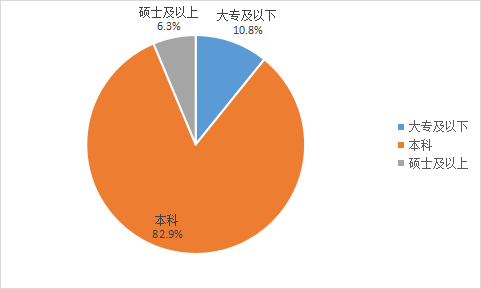 硕士及以上
6.3%
大专及以下
10.8%
本科
82.9%
大专及以下
本科
硕士及以上